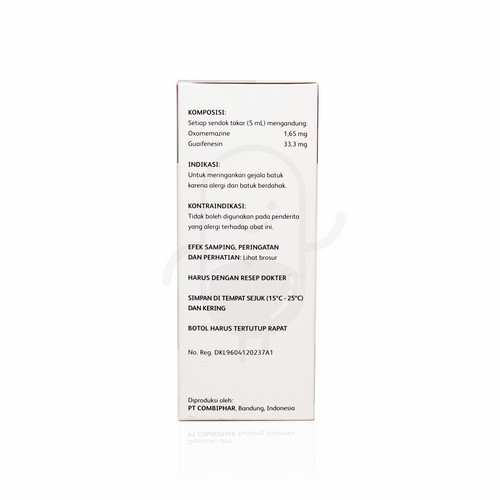 KOMPOSISI:
Setiap sendok takar (5 mL) mengandung:
Oxomemazine 1,65 mg
Guaifenesin 33,3 mg
INDIKASI:
Untuk meringankan gejala batuk
karena alergi dan batuk berdahak.
KONTRAINDIKASI:
Tidak boleh digunakan pada penderita
yang alergi terhadap obat ini.
EFEK SAMPING, PERINGATAN
DAN PERHATIAN: Lihat brosur
HARUS DENGAN RESEP DOKTER
SIMPAN DI TEMPAT SEJUK (15°C - 25°C)
DAN KERING
BOTOL HARUS TERTUTUP RAPAT
No. Reg. DKL9604120237A1
Diproduksi oleh:
PT COMBIPHAR, Bandung, Indonesia